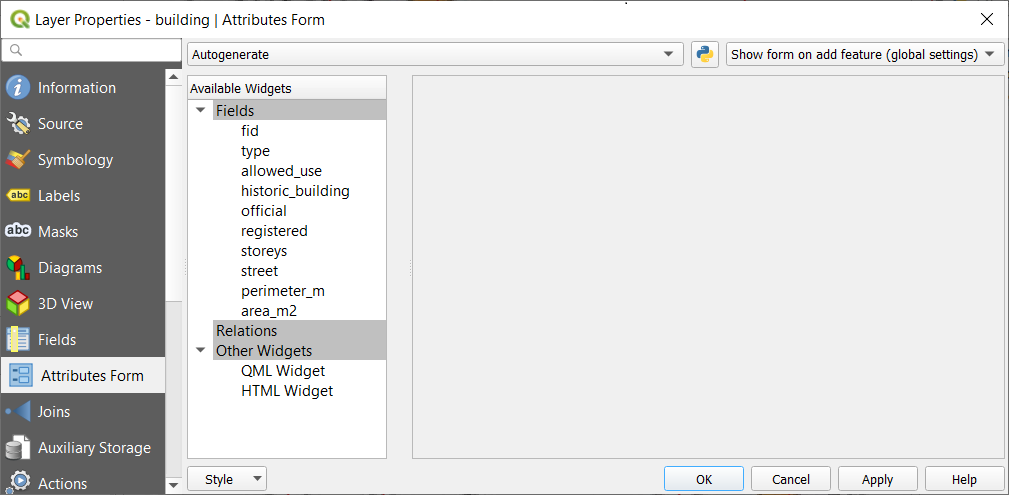 Layer Properties - building | Attributes Form
Autogenerate
Show form on add feature (global settings)
Information
Source
Symbology
abc Labels
abc Masks
Diagrams
3D View
Fields
Attributes Form
Joins
Auxiliary Storage
Actions
Available Widgets
Fields
fid
type
allowed_use
historic_building
official
registered
storeys
street
perimeter_m
area_m2
Relations
Other Widgets
QML Widget
HTML Widget
Style
OK
Cancel
Apply
Help